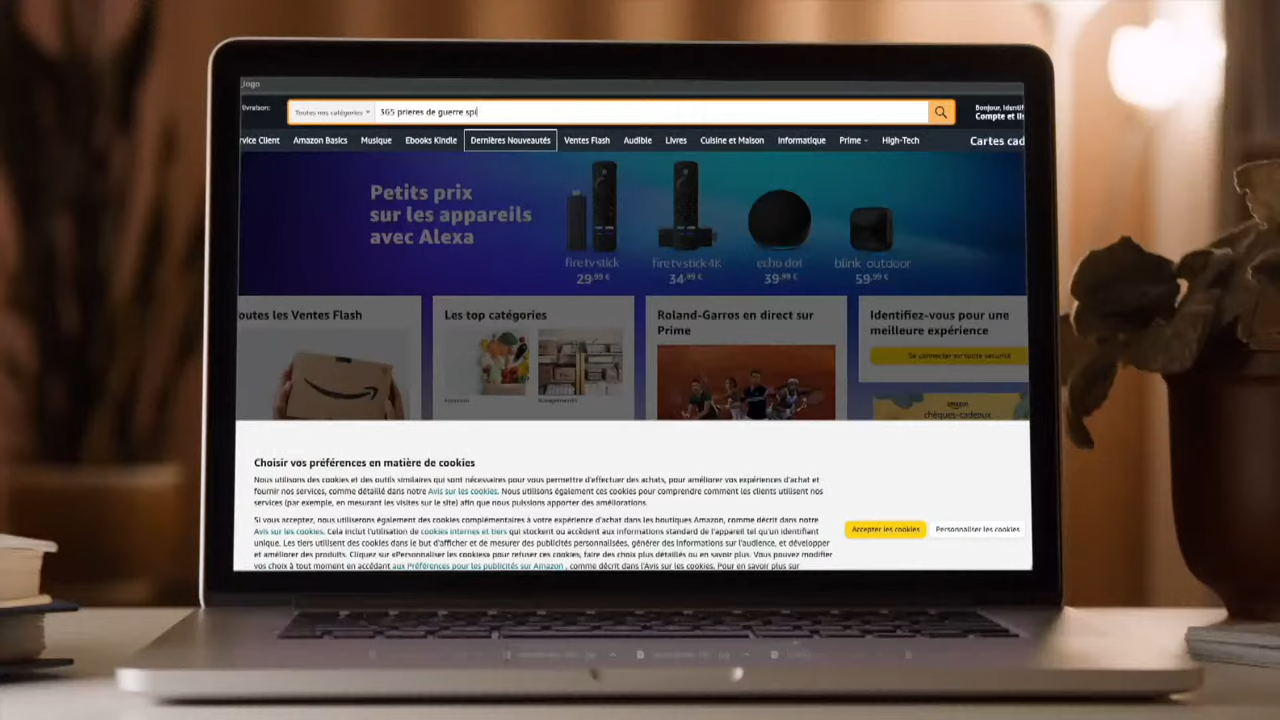 _logo
livraison:
Toutes nos catégories
365 prieres de guerre spi
Bonjour, Identif
Compte et lis
rvice Client Amazon Basics Musique Ebooks Kindle Dernières Nouveautés Ventes Flash Audible Livres Cuisine et Maison Informatique Prime High-Tech Cartes cad
Petits prix
sur les appareils
avec Alexa
fire tv stick fire tv stick 4K echo dot blink outdoor
29,99 € 34,99 € 39,99 € 59,99 €
outes les Ventes Flash
Les top catégories
Roland-Garros en direct sur
Prime
Identifiez-vous pour une
meilleure expérience
Se connecter en toute sécurité
amazon
chèques-cadeaux
Choisir vos préférences en matière de cookies
Nous utilisons des cookies et des outils similaires qui sont nécessaires pour vous permettre d'effectuer des achats, pour améliorer vos expériences d'achat et
fournir nos services, comme détaillé dans notre Avis sur les cookies. Nous utilisons également ces cookies pour comprendre comment les clients utilisent nos
services (par exemple, en mesurant les visites sur le site) afin que nous puissions apporter des améliorations.
Si vous acceptez, nous utiliserons également des cookies complémentaires à votre expérience d'achat dans les boutiques Amazon, comme décrit dans notre
Avis sur les cookies. Cela inclut l'utilisation de cookies internes et tiers qui stockent ou accèdent aux informations standard de l'appareil tel qu'un identifiant
unique. Les tiers utilisent des cookies dans le but d'afficher et de mesurer des publicités personnalisées, générer des informations sur l'audience, et développer
et améliorer des produits. Cliquez sur «Personnaliser les cookies» pour refuser ces cookies, faire des choix plus détaillés ou en savoir plus. Vous pouvez modifier
vos choix à tout moment en accédant aux Préférences pour les publicités sur Amazon, comme décrit dans l'Avis sur les cookies. Pour en savoir plus sur
Accepter les cookies
Personnaliser les cookies